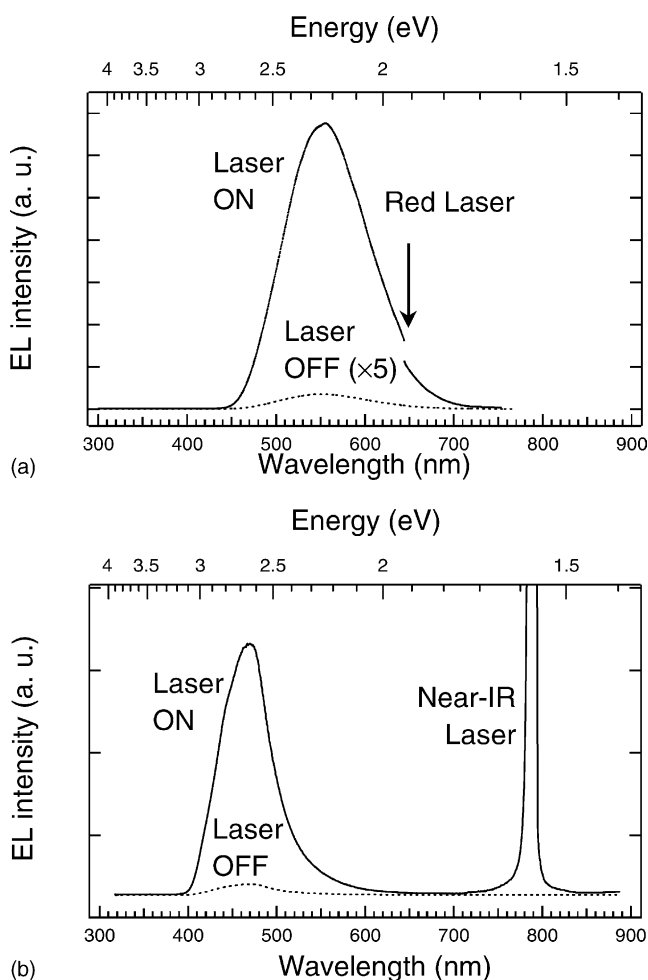 Energy (eV)
4 3.5 3 2.5 2 1.5
EL intensity (a. u.)
Laser
ON
Red Laser
Laser
OFF (×5)
300 400 500 600 700 800 900
Wavelength (nm)
(a)
Energy (eV)
4 3.5 3 2.5 2 1.5
EL intensity (a. u.)
Laser
ON
Near-IR
Laser
Laser
OFF
300 400 500 600 700 800 900
Wavelength (nm)
(b)